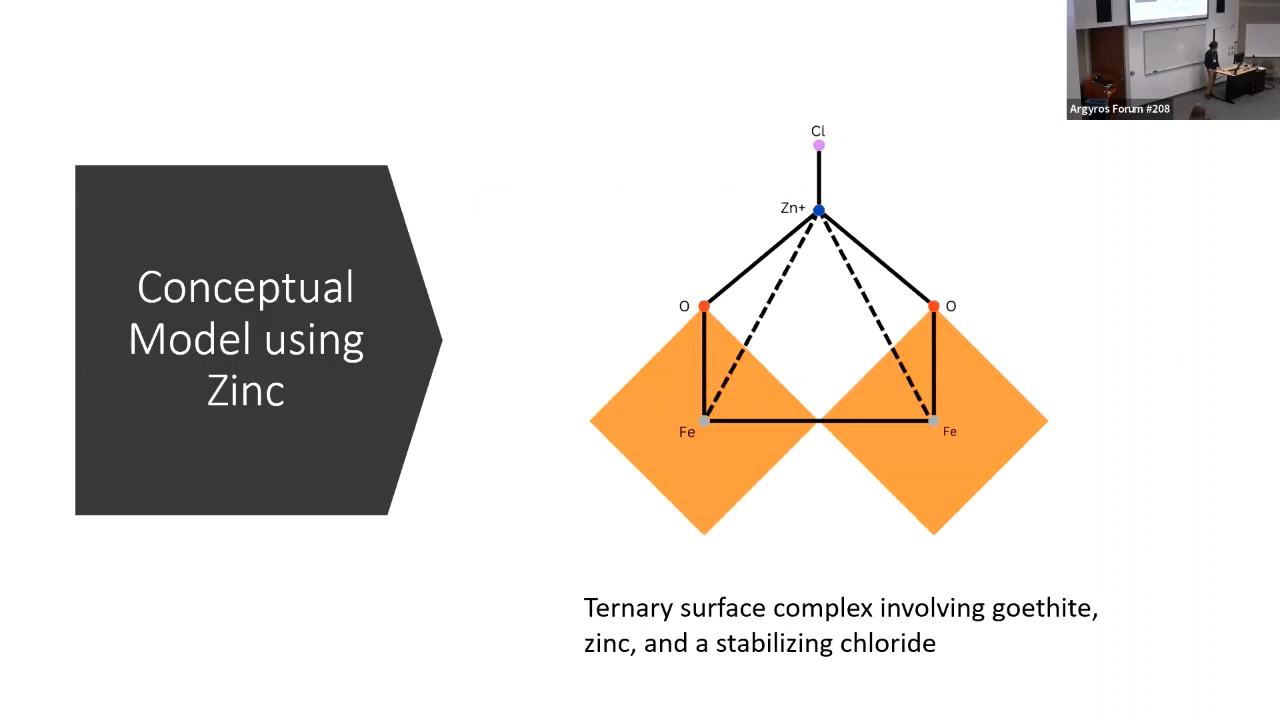 Argyros Forum #208
Conceptual
Model using
Zinc
Cl
Zn+
O
O
Fe
Fe
Ternary surface complex involving goethite,
zinc, and a stabilizing chloride